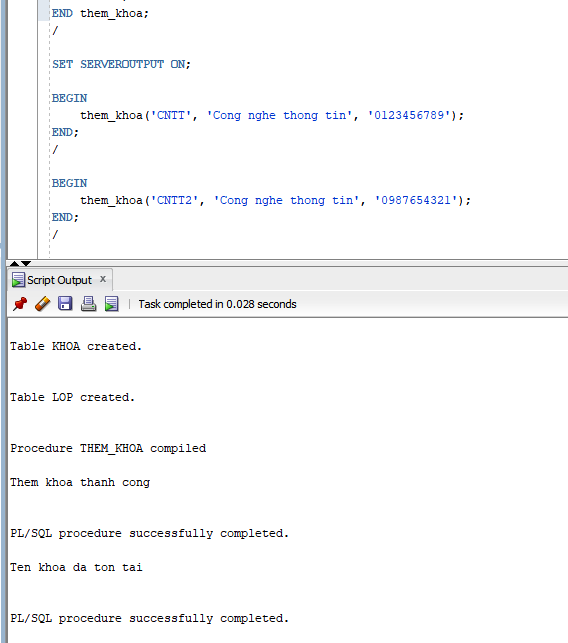 END them_khoa;
/
SET SERVEROUTPUT ON;
BEGIN
them_khoa('CNTT', 'Cong nghe thong tin', '0123456789');
END;
/
BEGIN
them_khoa('CNTT2', 'Cong nghe thong tin', '0987654321');
END;
/
Script Output x
Task completed in 0.028 seconds
Table KHOA created.
Table LOP created.
Procedure THEM_KHOA compiled
Them khoa thanh cong
PL/SQL procedure successfully completed.
Ten khoa da ton tai
PL/SQL procedure successfully completed.